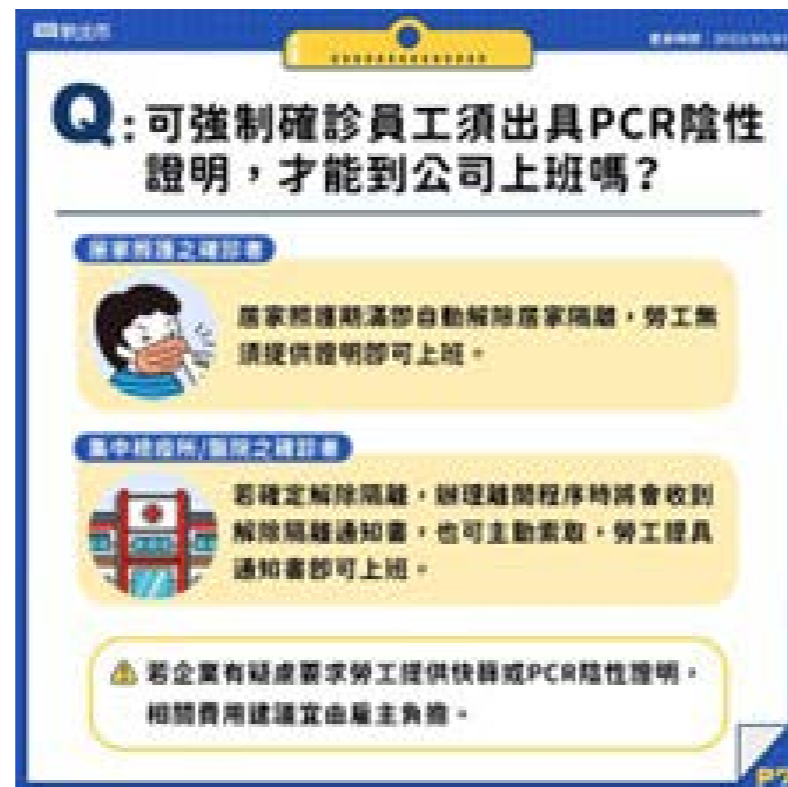 新北市
Q:可強制確診員工須出具PCR陰性
證明，才能到公司上班嗎？
居家照護之確診者
居家照護期滿即自動解除居家隔離，勞工無
須提供證明即可上班。
集中檢疫所/醫院之確診者
若確定解除隔離，辦理離開程序時將會收到
解除隔離通知書，也可主動索取，勞工提具
通知書即可上班。
若企業有疑慮要求勞工提供快篩或PCR陰性證明，
相關費用建議宜由雇主負擔。